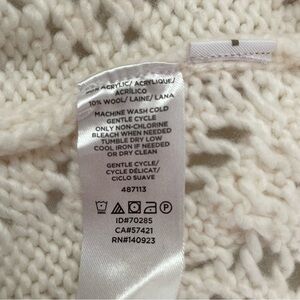 ACRYLIC/ ACRYLIQUE/
ACRÍLICO
10% WOOL/ LAINE/ LANA
MACHINE WASH COLD
GENTLE CYCLE
ONLY NON-CHLORINE
BLEACH WHEN NEEDED
TUMBLE DRY LOW
COOL IRON IF NEEDED
OR DRY CLEAN
GENTLE CYCLE/
CYCLE DÉLICAT/
CICLO SUAVE
487113
ID#70285
CA#57421
RN#140923